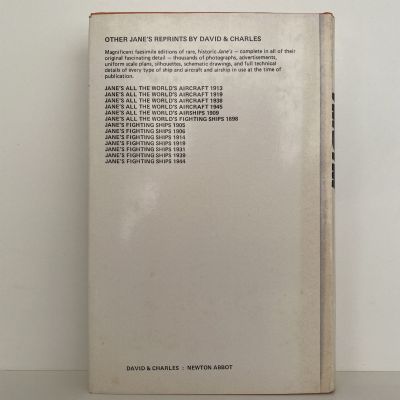 OTHER JANE'S REPRINTS BY DAVID & CHARLES
Magnificent facsimile editions of rare, historic Jane's — complete in all of their
original fascinating detail — thousands of photographs, advertisements,
uniform scale plans, silhouettes, schematic drawings, and full technical
details of every type of ship and aircraft and airship in use at the time of
publication.
JANE'S ALL THE WORLD'S AIRCRAFT 1913
JANE'S ALL THE WORLD'S AIRCRAFT 1919
JANE'S ALL THE WORLD'S AIRCRAFT 1938
JANE'S ALL THE WORLD'S AIRCRAFT 1945
JANE'S ALL THE WORLD'S AIRSHIPS 1909
JANE'S ALL THE WORLD'S FIGHTING SHIPS 1898
JANE'S FIGHTING SHIPS 1905
JANE'S FIGHTING SHIPS 1906
JANE'S FIGHTING SHIPS 1914
JANE'S FIGHTING SHIPS 1919
JANE'S FIGHTING SHIPS 1931
JANE'S FIGHTING SHIPS 1939
JANE'S FIGHTING SHIPS 1944
DAVID & CHARLES : NEWTON ABBOT